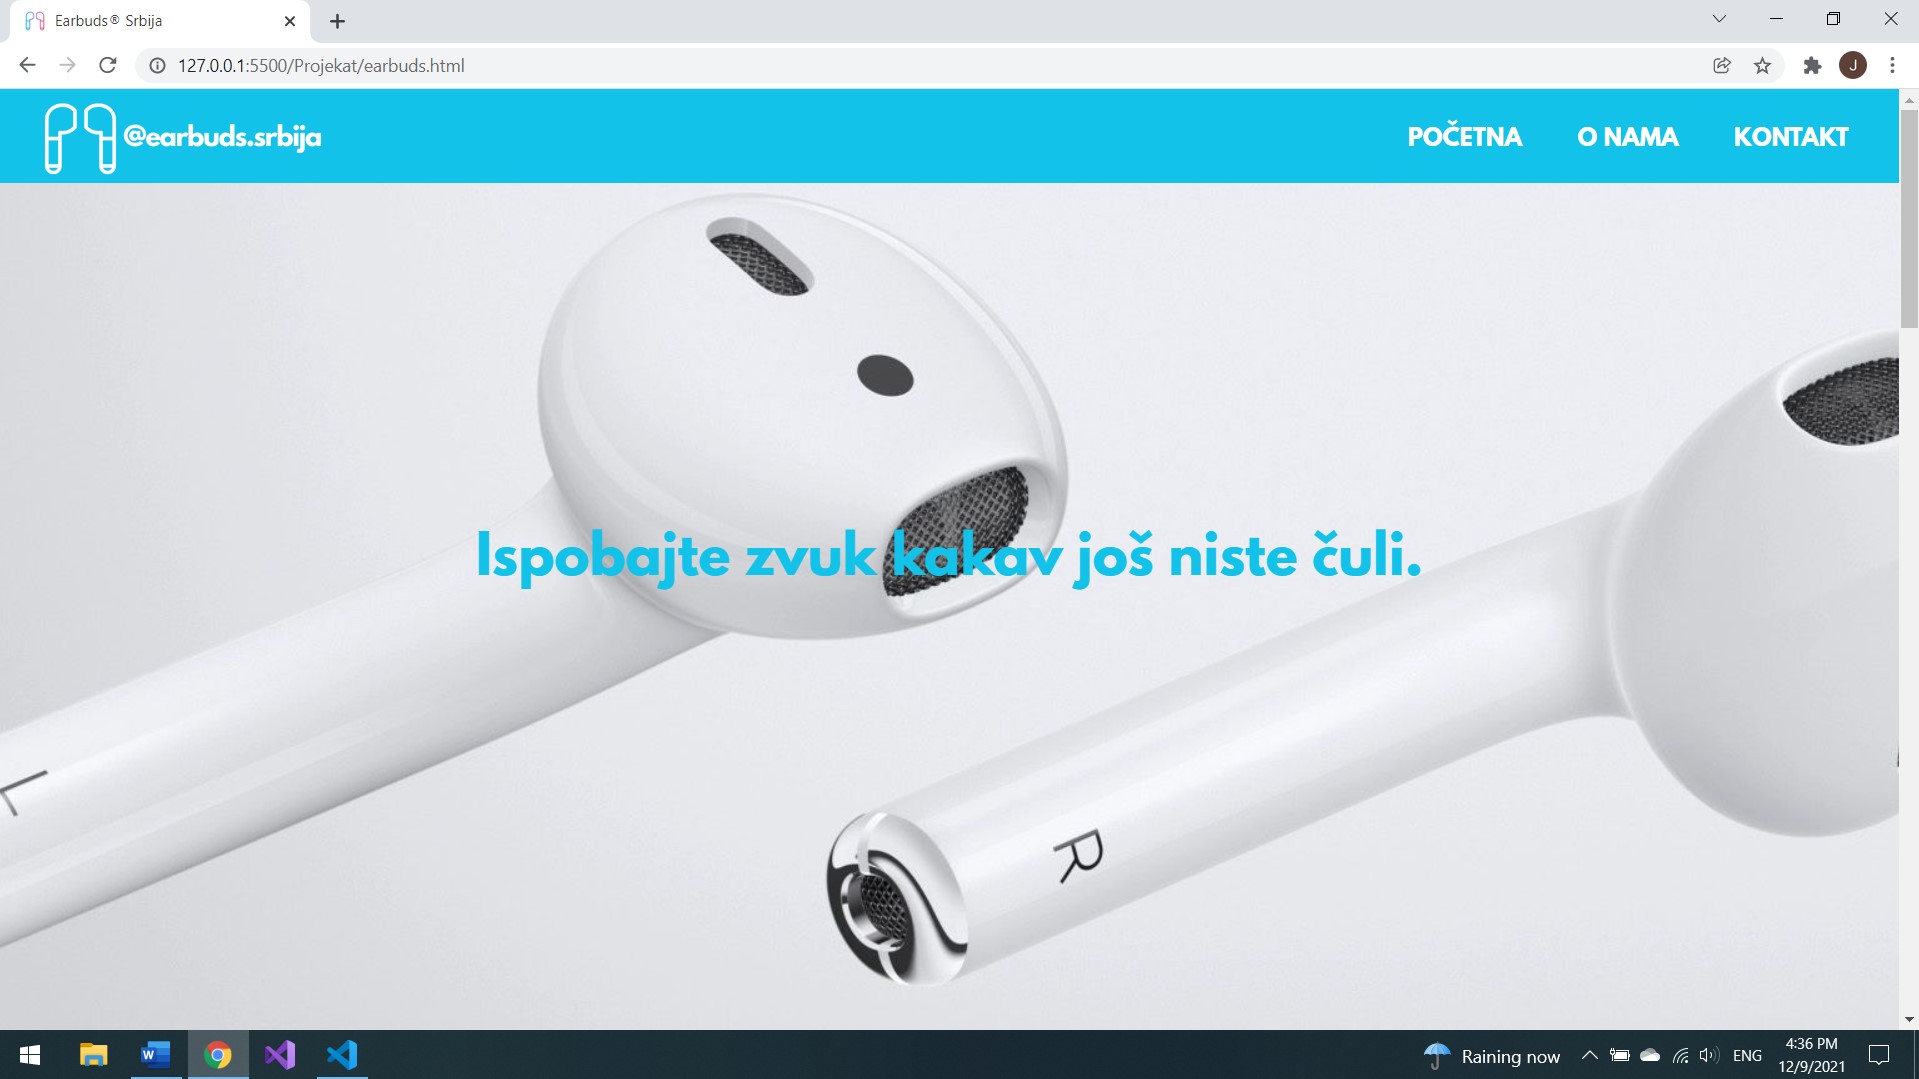 Earbuds® Srbija
127.0.0.1:5500/Projekat/earbuds.html
J
@earbuds.srbija
POČETNA
O NAMA
KONTAKT
Ispobajte zvuk kakav još niste čuli.
L
R
W
Raining now
ENG
4:36 PM
12/9/2021